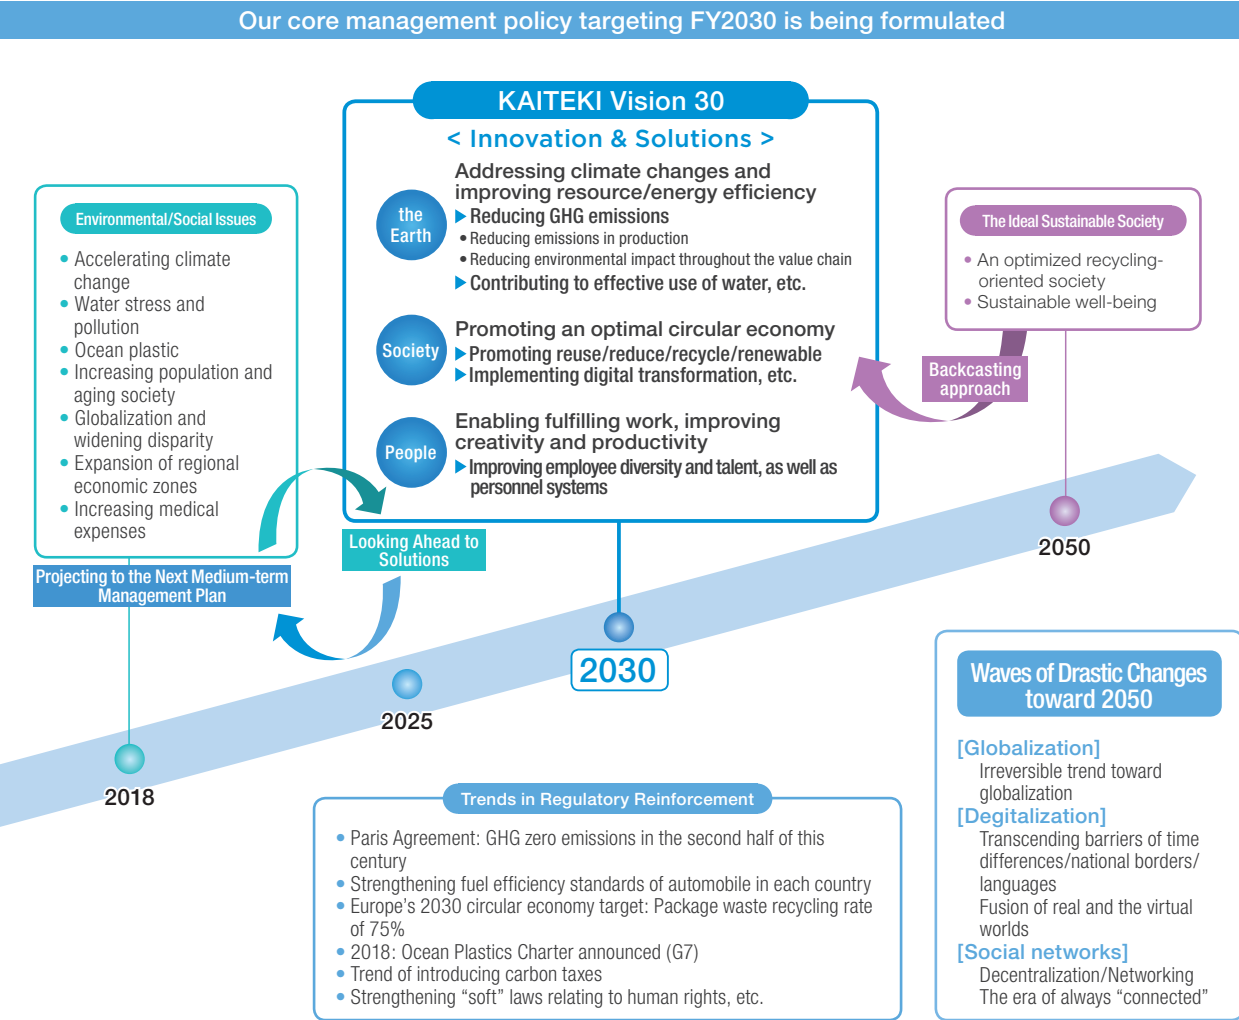 Our core management policy targeting FY2030 is being formulated
KAITEKI Vision 30
< Innovation & Solutions >
the
Earth
Addressing climate changes and
improving resource/energy efficiency
▶ Reducing GHG emissions
• Reducing emissions in production
• Reducing environmental impact throughout the value chain
▶ Contributing to effective use of water, etc.
Society
Promoting an optimal circular economy
▶ Promoting reuse/reduce/recycle/renewable
▶ Implementing digital transformation, etc.
People
Enabling fulfilling work, improving
creativity and productivity
▶ Improving employee diversity and talent, as well as
personnel systems
Environmental/Social Issues
• Accelerating climate
change
• Water stress and
pollution
• Ocean plastic
• Increasing population and
aging society
• Globalization and
widening disparity
• Expansion of regional
economic zones
• Increasing medical
expenses
Projecting to the Next Medium-term
Management Plan
Looking Ahead to
Solutions
The Ideal Sustainable Society
• An optimized recycling-
oriented society
• Sustainable well-being
Backcasting
approach
2018
2025
2030
2050
Trends in Regulatory Reinforcement
• Paris Agreement: GHG zero emissions in the second half of this
century
• Strengthening fuel efficiency standards of automobile in each country
• Europe's 2030 circular economy target: Package waste recycling rate
of 75%
• 2018: Ocean Plastics Charter announced (G7)
• Trend of introducing carbon taxes
• Strengthening “soft” laws relating to human rights, etc.
Waves of Drastic Changes
toward 2050
[Globalization]
Irreversible trend toward
globalization
[Degitalization]
Transcending barriers of time
differences/national borders/
languages
Fusion of real and the virtual
worlds
[Social networks]
Decentralization/Networking
The era of always “connected”